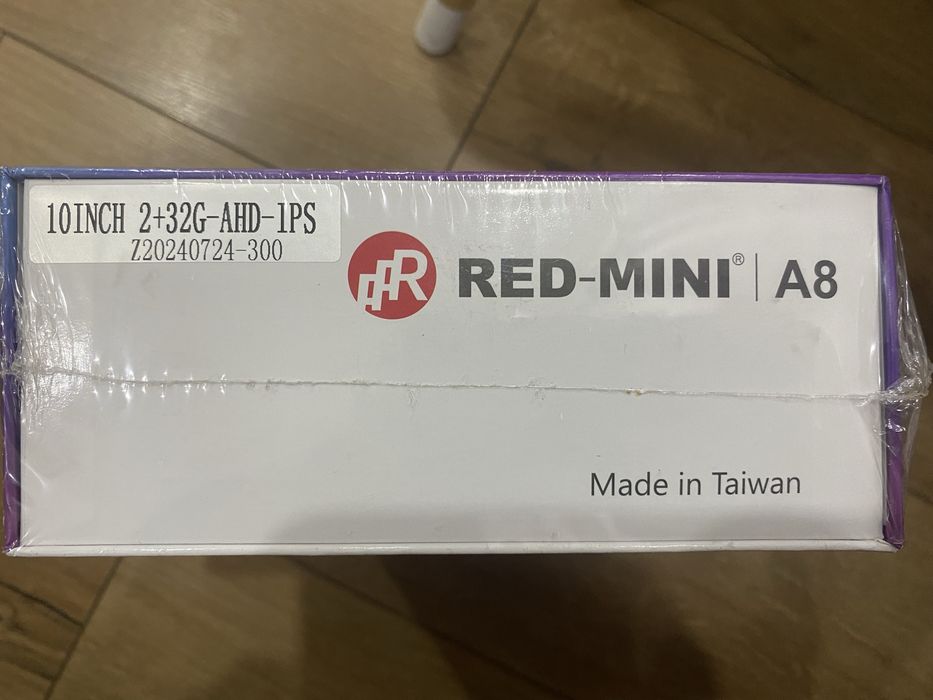 10INCH 2+32G-AHD-1PS
Z20240724-300
R RED-MINI® | A8
Made in Taiwan